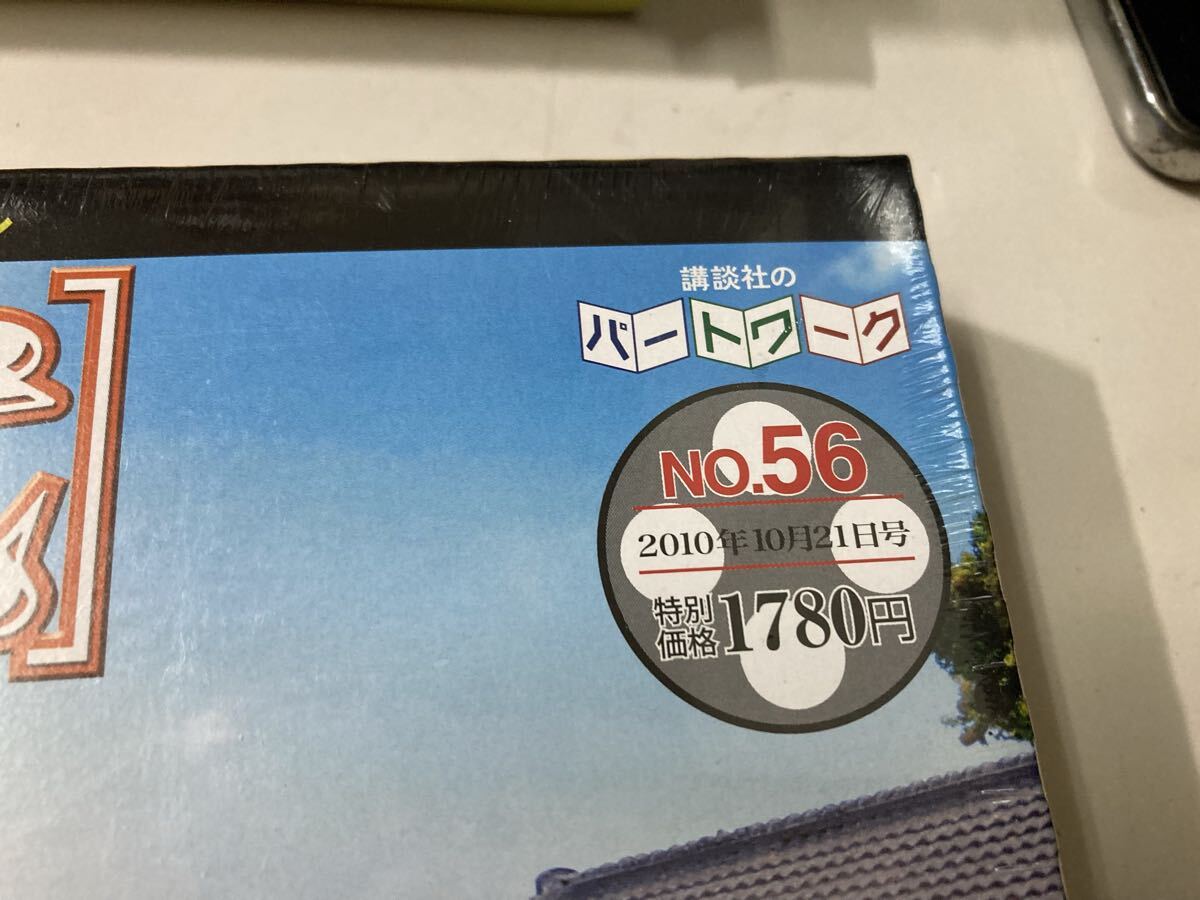 講談社の
パートワーク
NO.56
2010年10月21日号
特別
価格1780円